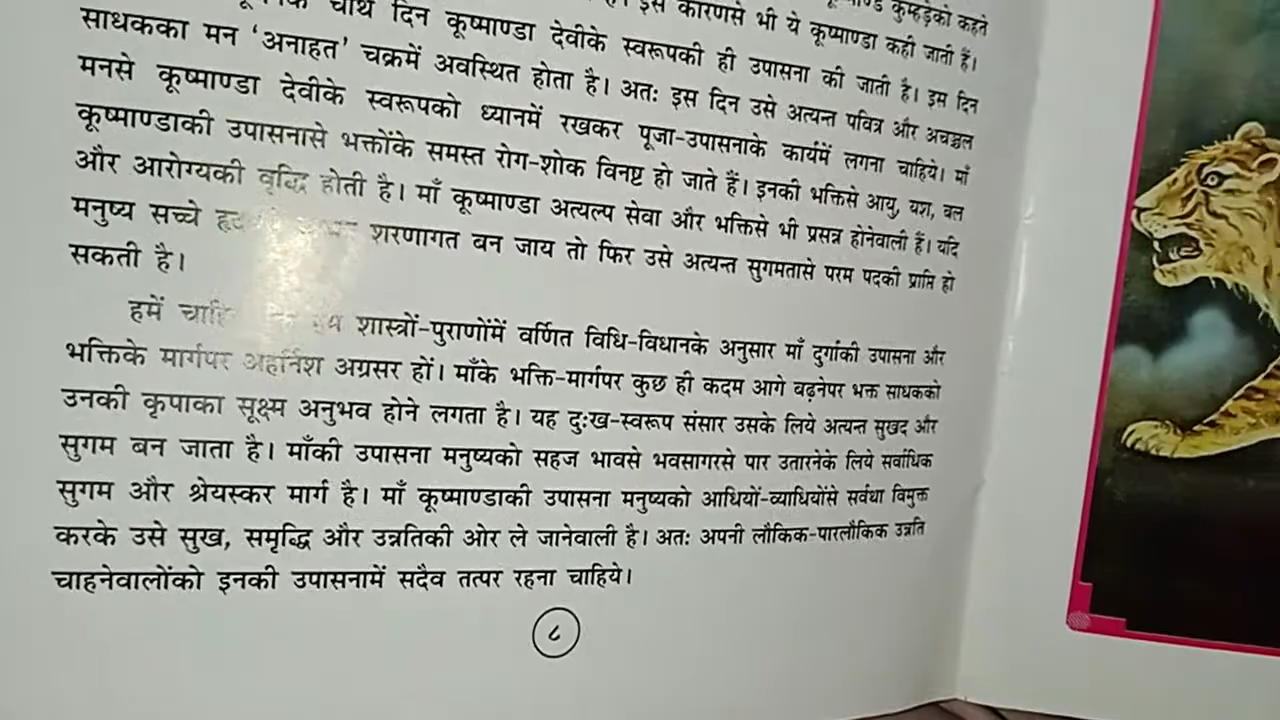 कुम्हड़ेको कहते
हैं। इस कारणसे भी ये कूष्माण्डा कही जाती हैं।
चौथे दिन कूष्माण्डा देवीके स्वरूपकी ही उपासना की जाती है। इस दिन
साधकका मन ‘अनाहत’ चक्रमें अवस्थित होता है। अतः इस दिन उसे अत्यन्त पवित्र और अचञ्चल
मनसे कूष्माण्डा देवीके स्वरूपको ध्यानमें रखकर पूजा-उपासनाके कार्यमें लगना चाहिये। माँ
कूष्माण्डाकी उपासनासे भक्तोंके समस्त रोग-शोक विनष्ट हो जाते हैं। इनकी भक्तिसे आयु, यश, बल
और आरोग्यकी वृद्धि होती है। माँ कूष्माण्डा अत्यल्प सेवा और भक्तिसे भी प्रसन्न होनेवाली हैं। यदि
मनुष्य सच्चे शरणागत बन जाय तो फिर उसे अत्यन्त सुगमतासे परम पदकी प्राप्ति हो
सकती है।
हमें शास्त्रों-पुराणोंमें वर्णित विधि-विधानके अनुसार माँ दुर्गाकी उपासना और
भक्तिके मार्गपर अहर्निश अग्रसर हों। माँके भक्ति-मार्गपर कुछ ही कदम आगे बढ़नेपर भक्त साधकको
उनकी कृपाका सूक्ष्म अनुभव होने लगता है। यह दुःख-स्वरूप संसार उसके लिये अत्यन्त सुखद और
सुगम बन जाता है। माँकी उपासना मनुष्यको सहज भावसे भवसागरसे पार उतारनेके लिये सर्वाधिक
सुगम और श्रेयस्कर मार्ग है। माँ कूष्माण्डाकी उपासना मनुष्यको आधियों-व्याधियोंसे सर्वथा विमुक्त
करके उसे सुख, समृद्धि और उन्नतिकी ओर ले जानेवाली है। अतः अपनी लौकिक-पारलौकिक उन्नति
चाहनेवालोंको इनकी उपासनामें सदैव तत्पर रहना चाहिये।
८